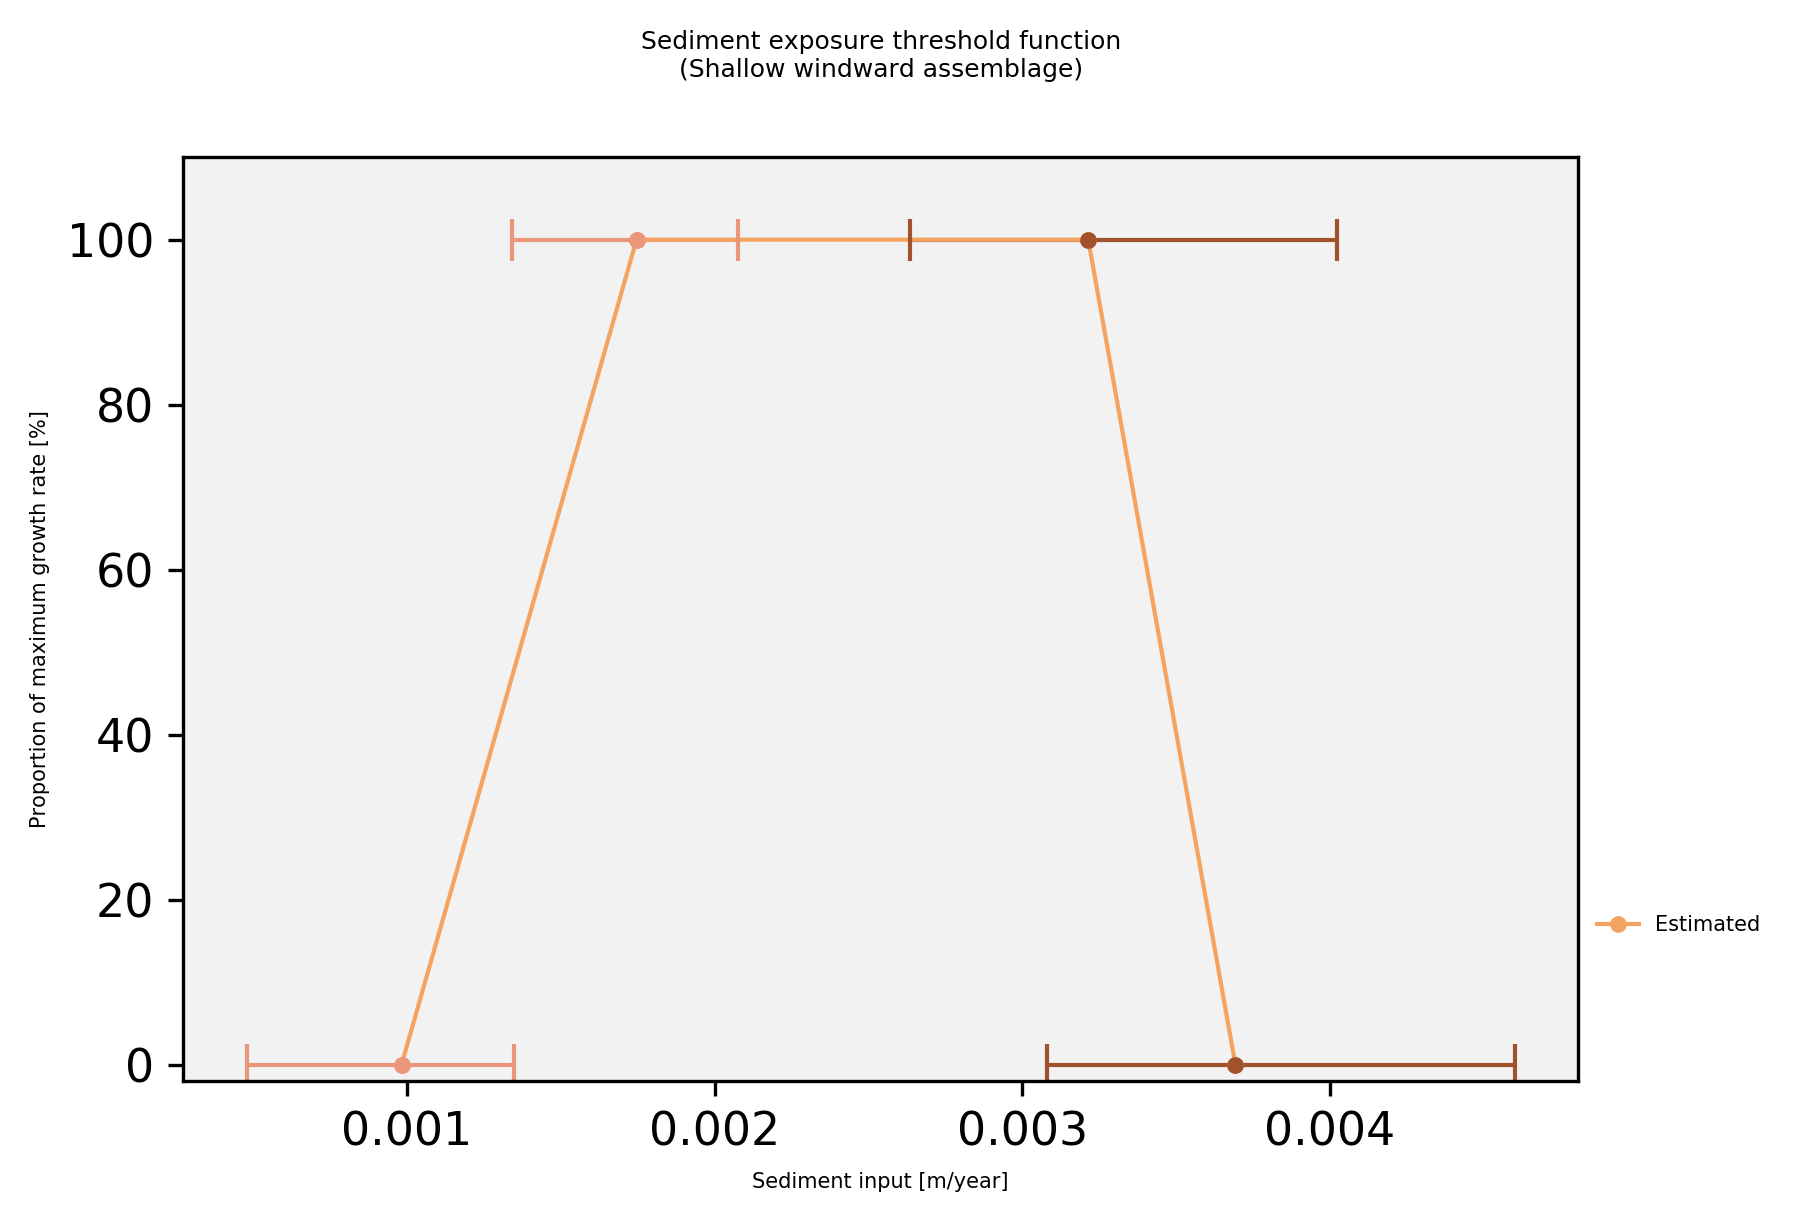 Sediment exposure threshold function
(Shallow windward assemblage)
100
80
60
40
20
0
Proportion of maximum growth rate [%]
Estimated
0.001
0.002
0.003
0.004
Sediment input [m/year]